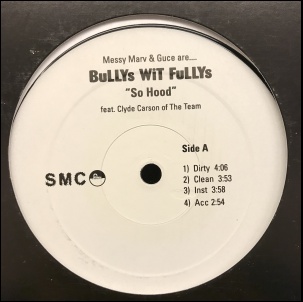 Messy Marv & Guce are....
BuLLYs WiT FuLLYs
"So Hood"
feat. Clyde Carson of The Team
Side A
1) Dirty 4:06
2) Clean 3:53
3) Inst 3:58
4) Acc 2:54
SMC